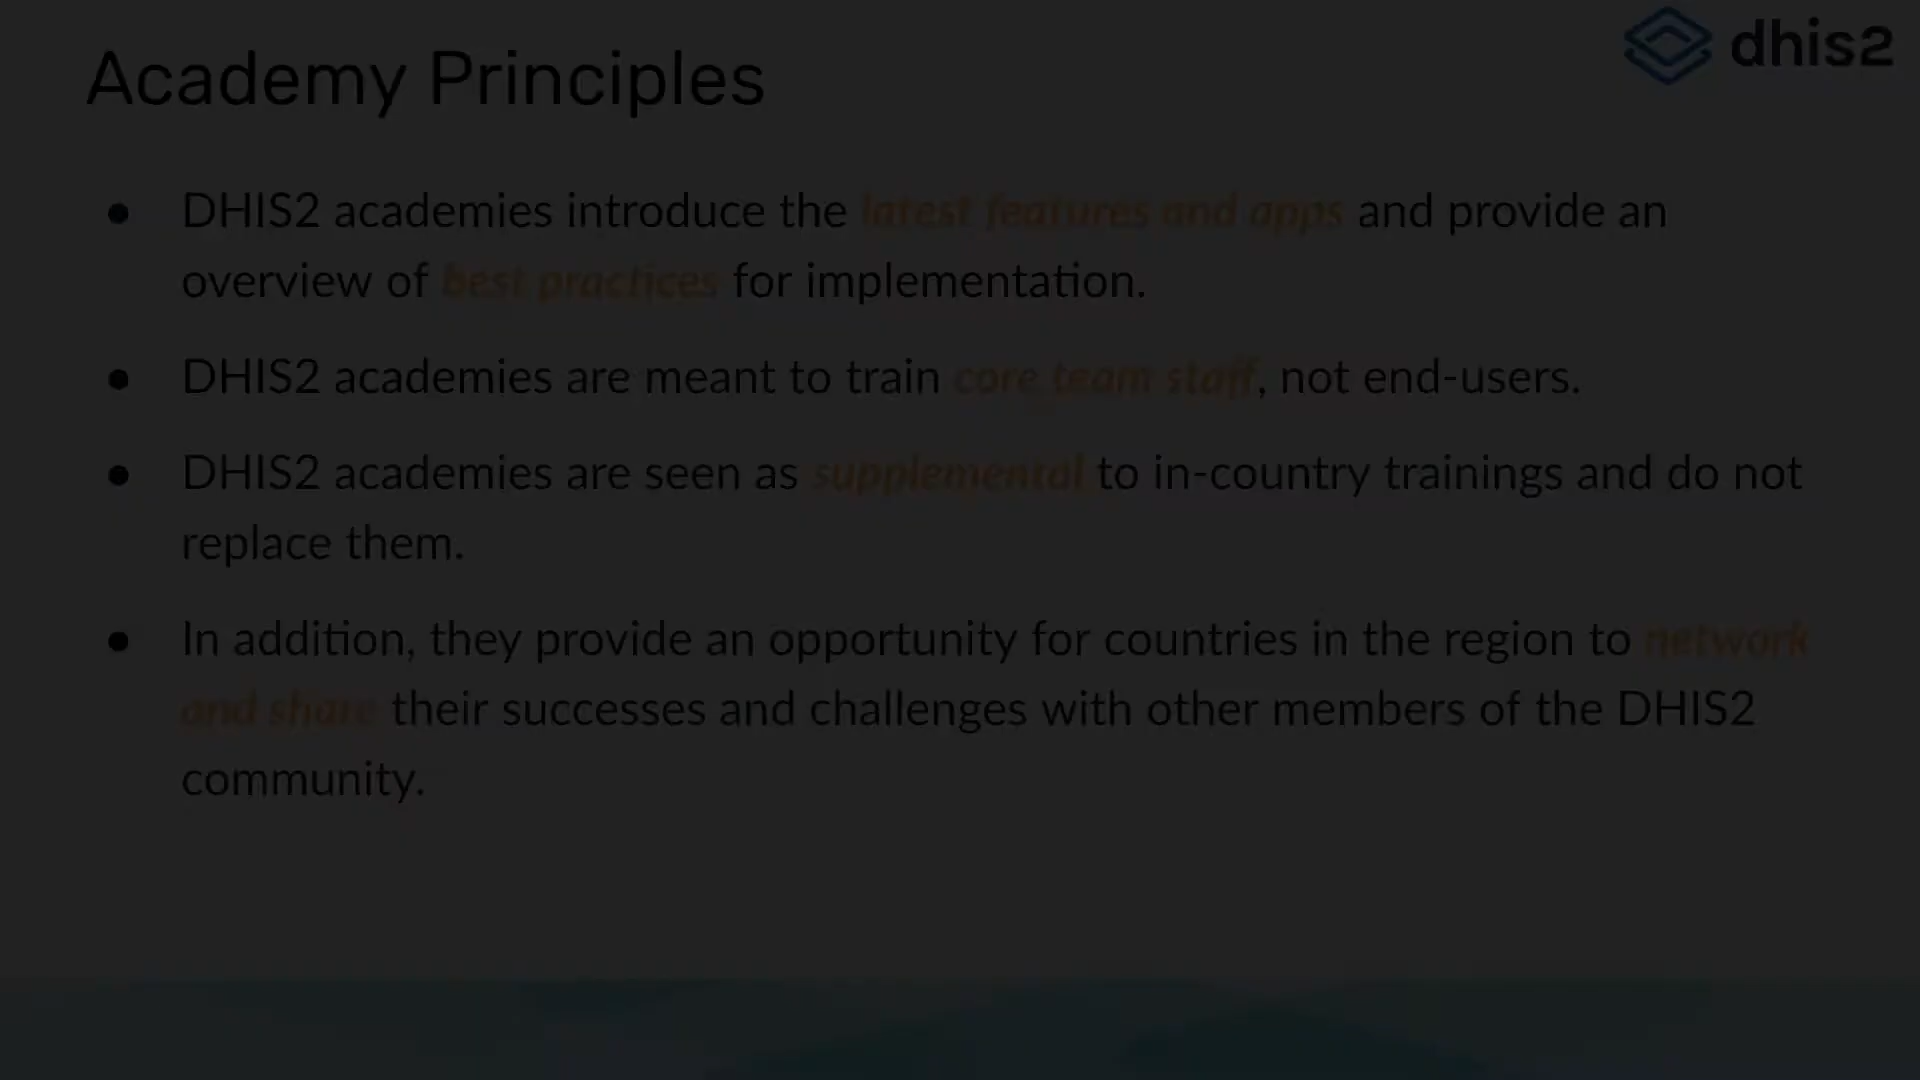 dhis2
Academy Principles
● DHIS2 academies introduce the latest features and apps and provide an
overview of best practices for implementation.
● DHIS2 academies are meant to train core team staff, not end-users.
● DHIS2 academies are seen as supplemental to in-country trainings and do not
replace them.
● In addition, they provide an opportunity for countries in the region to network
and share their successes and challenges with other members of the DHIS2
community.